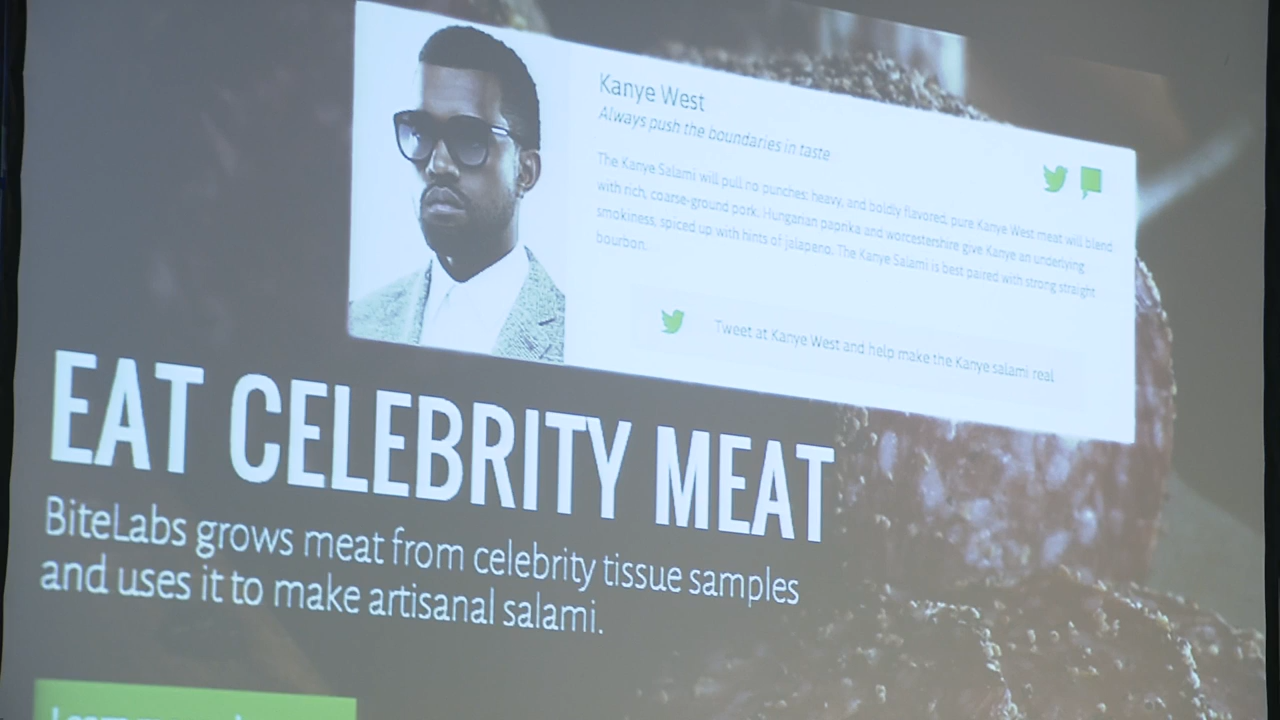 Kanye West
Always push the boundaries in taste
The Kanye Salami will pull no punches: heavy, and boldly flavored, pure Kanye West meat will blend
with rich, coarse-ground pork. Hungarian paprika and worcestershire give Kanye an underlying
smokiness, spiced up with hints of jalapeno. The Kanye Salami is best paired with strong straight
bourbon.
Tweet at Kanye West and help make the Kanye salami real
EAT CELEBRITY MEAT
BiteLabs grows meat from celebrity tissue samples
and uses it to make artisanal salami.